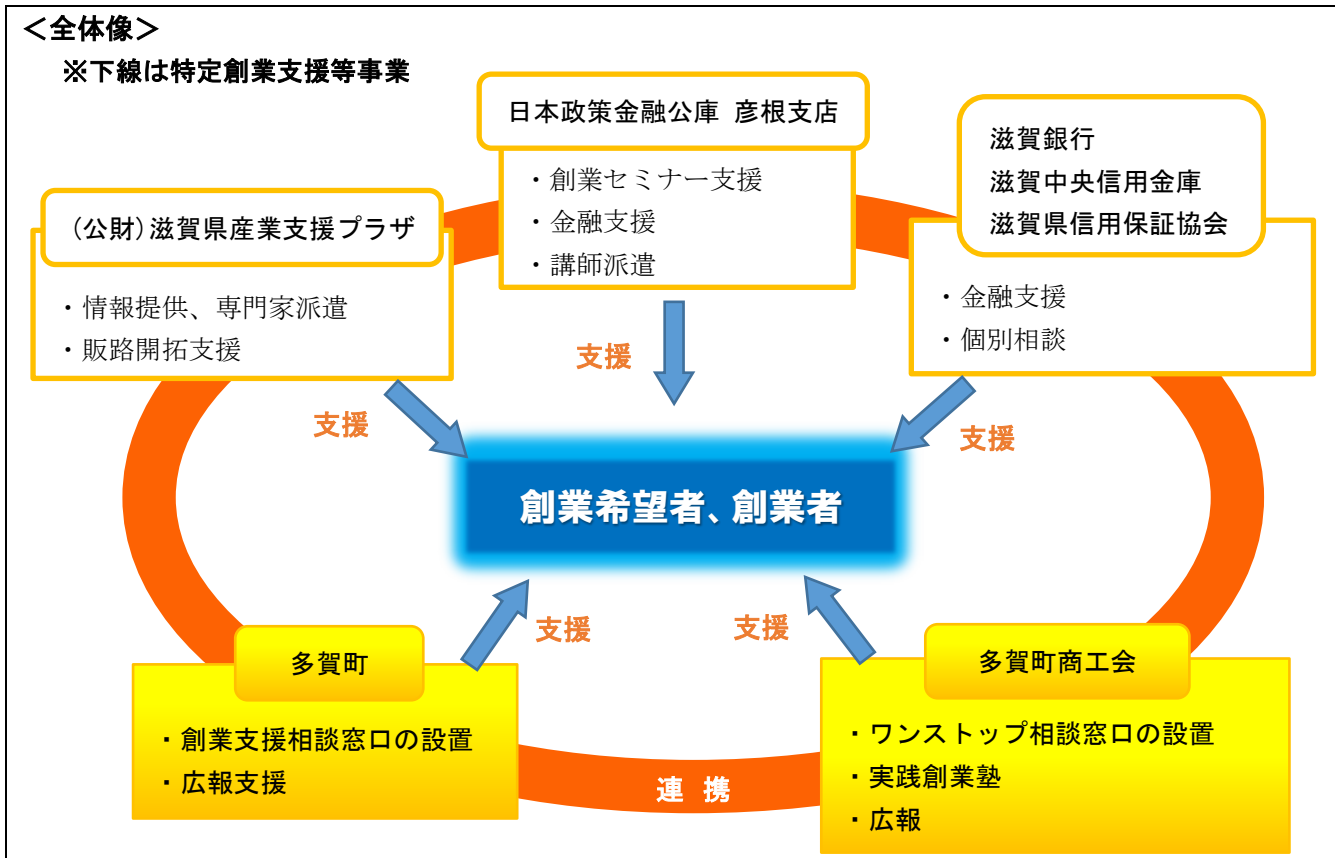 ＜全体像＞
※下線は特定創業支援等事業
日本政策金融公庫 彦根支店
・創業セミナー支援
・金融支援
・講師派遣
滋賀銀行
滋賀中央信用金庫
滋賀県信用保証協会
・金融支援
・個別相談
(公財)滋賀県産業支援プラザ
・情報提供、専門家派遣
・販路開拓支援
支援
支援
支援
創業希望者、創業者
支援
支援
多賀町
・創業支援相談窓口の設置
・広報支援
多賀町商工会
・ワンストップ相談窓口の設置
・実践創業塾
・広報
連 携